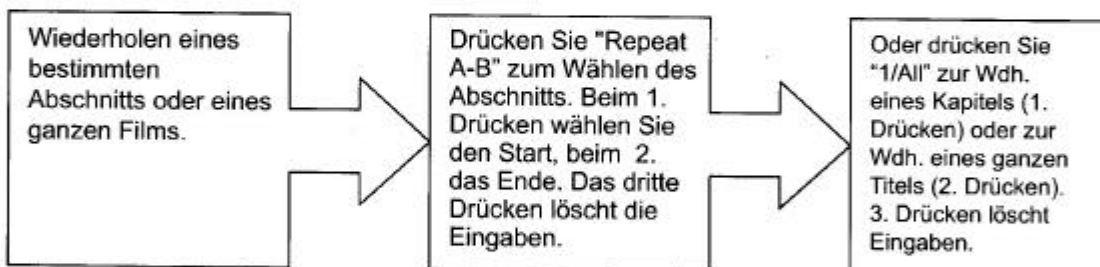 Wiederholen eines
bestimmten
Abschnitts oder eines
ganzen Films.
Drücken Sie "Repeat
A-B" zum Wählen des
Abschnitts. Beim 1.
Drücken wählen Sie
den Start, beim 2.
das Ende. Das dritte
Drücken löscht die
Eingaben.
Oder drücken Sie
"1/All" zur Wdh.
eines Kapitels (1.
Drücken) oder zur
Wdh. eines ganzen
Titels (2. Drücken).
3. Drücken löscht
Eingaben.